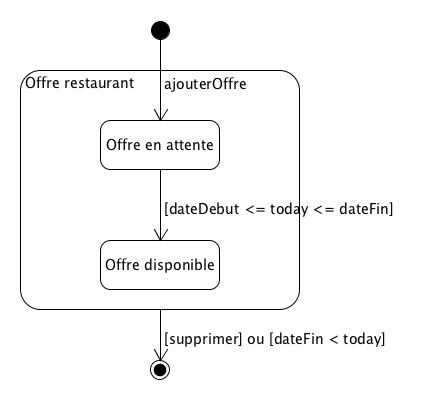 Offre restaurant
ajouterOffre
Offre en attente
[dateDebut <= today <= dateFin]
Offre disponible
[supprimer] ou [dateFin < today]